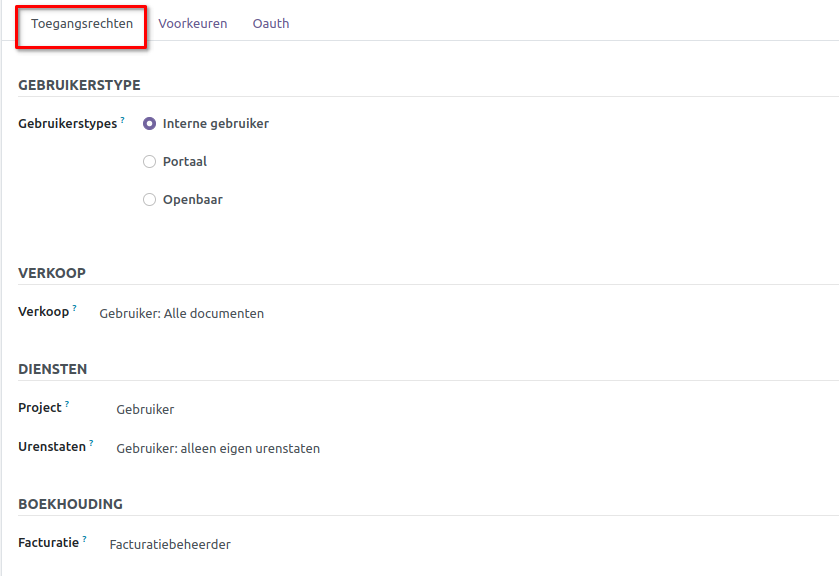 Toegangsrechten Voorkeuren Oauth
GEBRUIKERSTYPE
Gebruikerstypes ? Interne gebruiker
Portaal
Openbaar
VERKOOP
Verkoop ? Gebruiker: Alle documenten
DIENSTEN
Project ? Gebruiker
Urenstaten ? Gebruiker: alleen eigen urenstaten
BOEKHOUDING
Facturatie ? Facturatiebeheerder